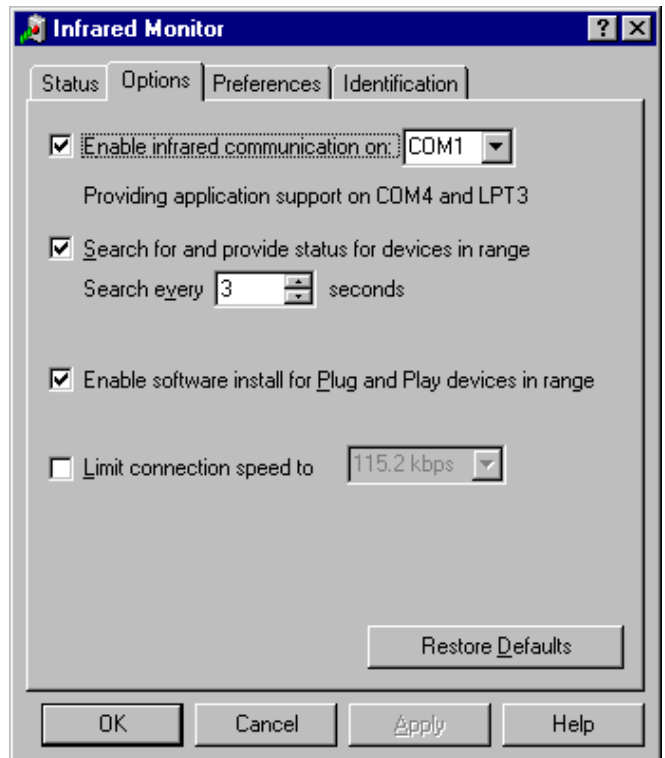 Infrared Monitor
Status Options Preferences Identification
Enable infrared communication on: COM1
Providing application support on COM4 and LPT3
Search for and provide status for devices in range
Search every 3 seconds
Enable software install for Plug and Play devices in range
Limit connection speed to 115.2 kbps
Restore Defaults
OK Cancel Apply Help